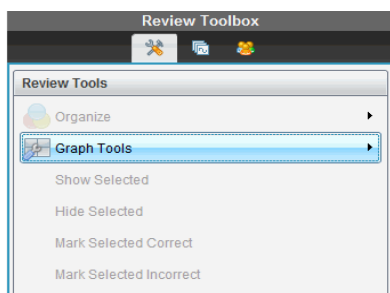 Review Toolbox
Review Tools
Organize
Graph Tools
Show Selected
Hide Selected
Mark Selected Correct
Mark Selected Incorrect